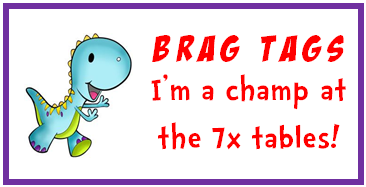 BRAG TAGS
I'm a champ at
the 7x tables!